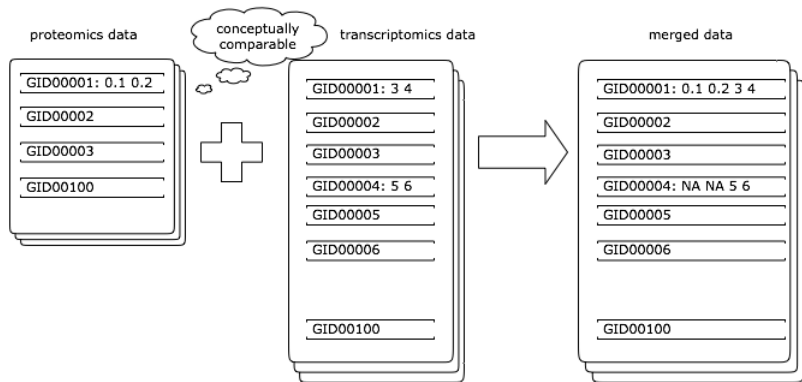 proteomics data
conceptually
comparable
transcriptomics data
merged data
GID00001: 0.1 0.2
GID00002
GID00003
GID00100
GID00001: 3 4
GID00002
GID00003
GID00004: 5 6
GID00005
GID00006
GID00100
GID00001: 0.1 0.2 3 4
GID00002
GID00003
GID00004: NA NA 5 6
GID00005
GID00006
GID00100